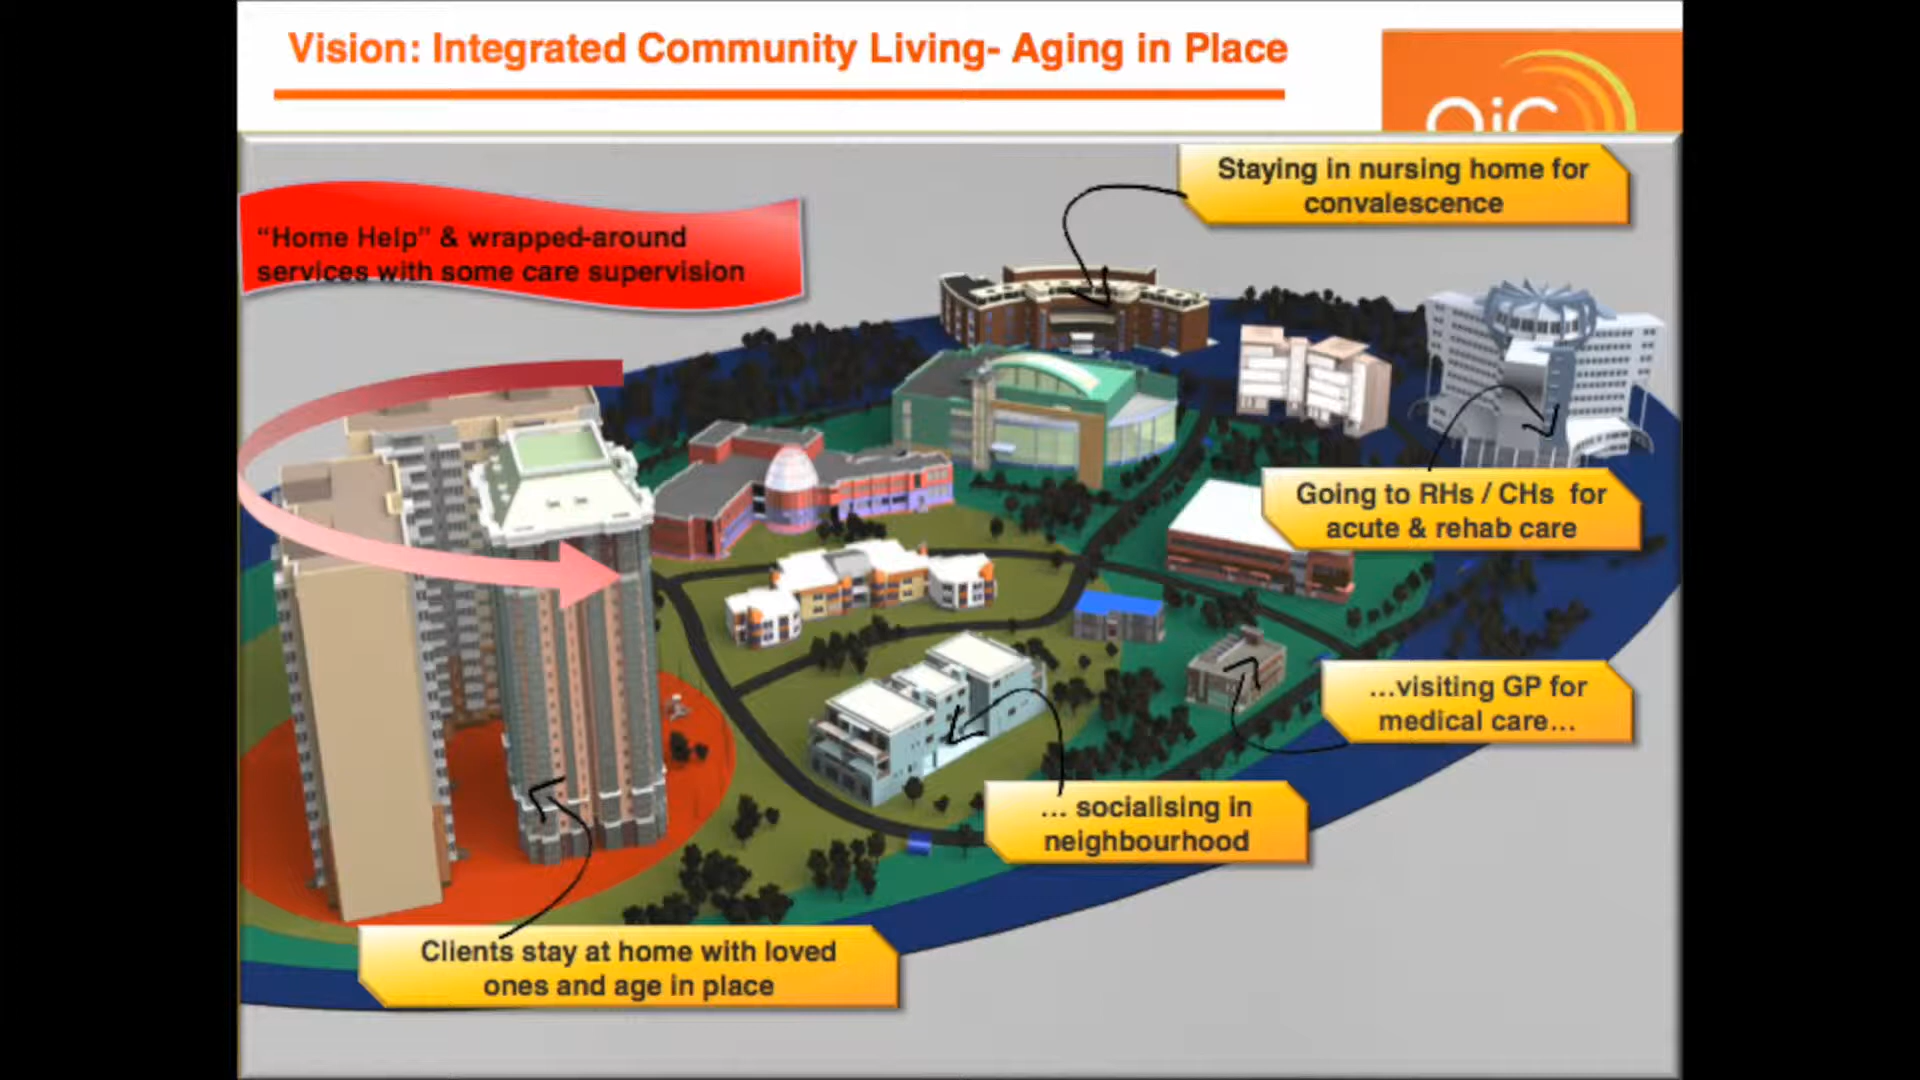 Vision: Integrated Community Living- Aging in Place
Staying in nursing home for
convalescence
“Home Help” & wrapped-around
services with some care supervision
Going to RHs / CHs for
acute & rehab care
...visiting GP for
medical care...
... socialising in
neighbourhood
Clients stay at home with loved
ones and age in place